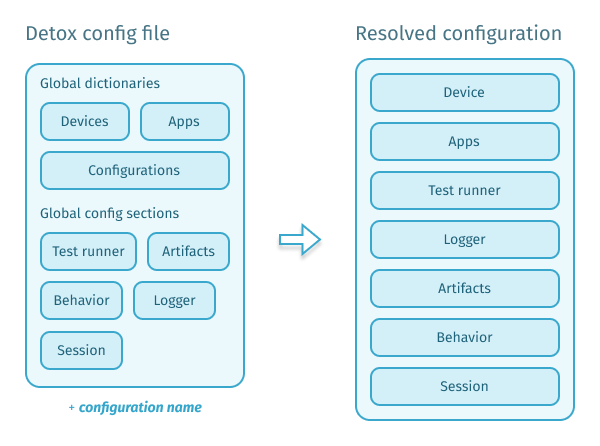 Detox config file
Global dictionaries
Devices
Apps
Configurations
Global config sections
Test runner
Artifacts
Behavior
Logger
Session
+ configuration name
Resolved configuration
Device
Apps
Test runner
Logger
Artifacts
Behavior
Session